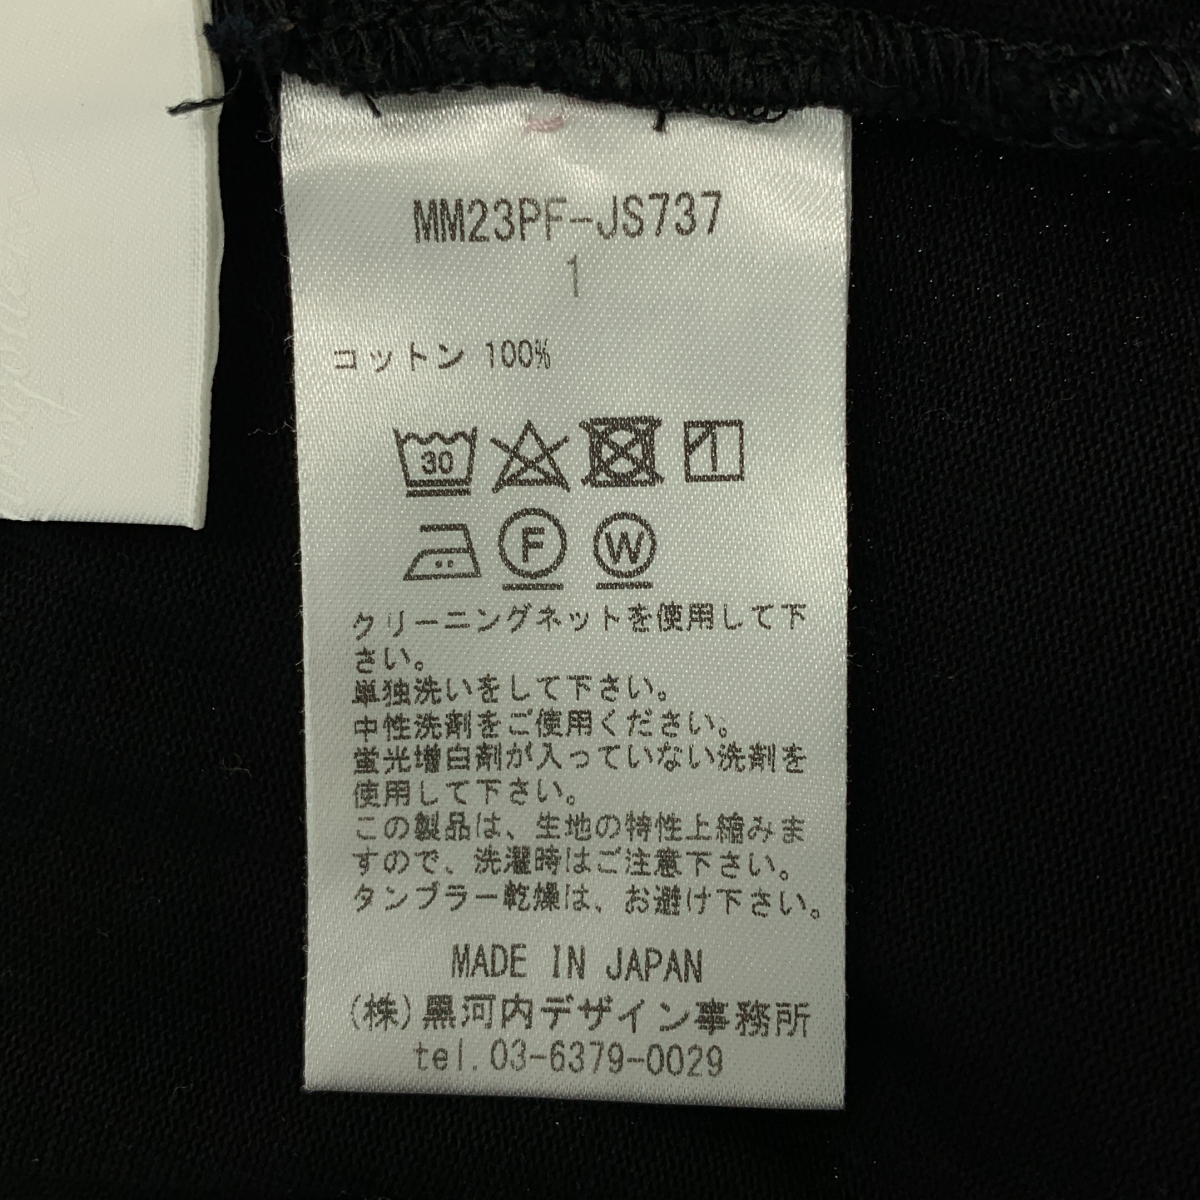 MM23PF-JS737
1
コットン 100%
30
F W
クリーニングネットを使用して下
さい。
単独洗いをして下さい。
中性洗剤をご使用ください。
蛍光増白剤が入っていない洗剤を
使用して下さい。
この製品は、生地の特性上縮みま
すので、洗濯時はご注意下さい。
タンブラー乾燥は、お避け下さい。
MADE IN JAPAN
(株)黒河内デザイン事務所
tel.03-6379-0029